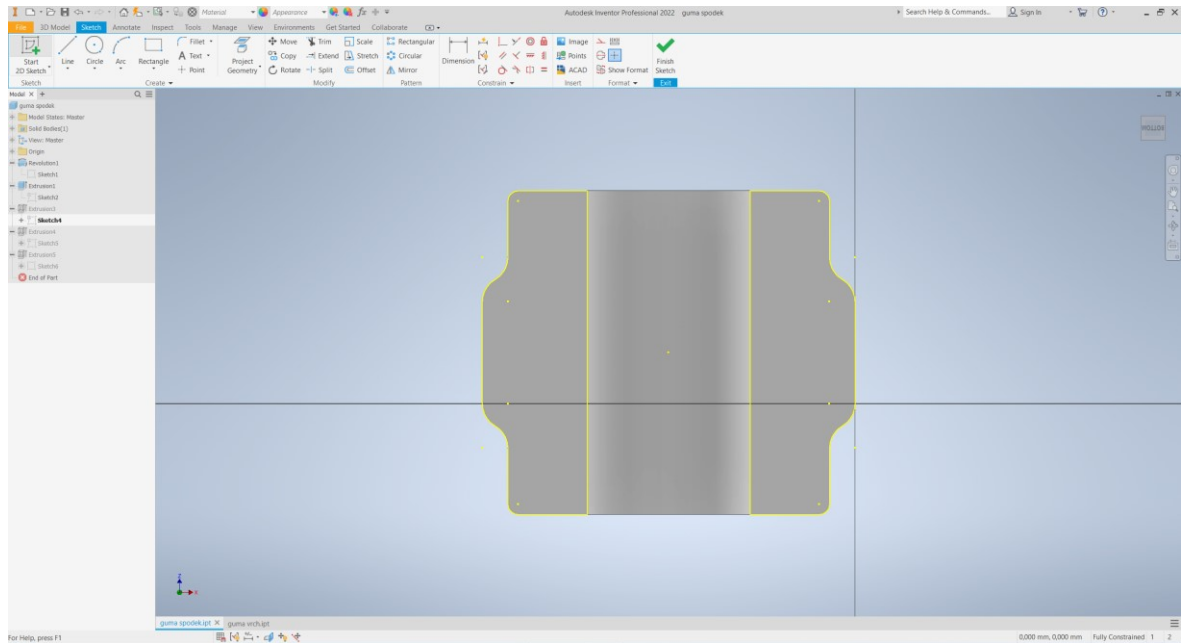 Material
Appearance
fx
Autodesk Inventor Professional 2022 guma spodek
Search Help & Commands...
Sign In
File 3D Model Sketch Annotate Inspect Tools Manage View Environments Get Started Collaborate
Start
2D Sketch
Line
Circle
Arc
Rectangle
Fillet
Text
Point
Project
Geometry
Move
Copy
Rotate
Trim
Extend
Split
Scale
Stretch
Offset
Rectangular
Circular
Mirror
Dimension
Image
Points
ACAD
Show Format
Finish
Sketch
Sketch Create Modify Pattern Constrain Insert Format Exit
Model
guma spodek
Model States: Master
Solid Bodies(1)
View: Master
Origin
Revolution1
Sketch1
Extrusion1
Sketch2
Extrusion3
Sketch4
Extrusion4
Sketch5
Extrusion5
Sketch6
End of Part
Z
X
guma spodek.ipt guma vrch.ipt
For Help, press F1
0,000 mm, 0,000 mm Fully Constrained 1 2